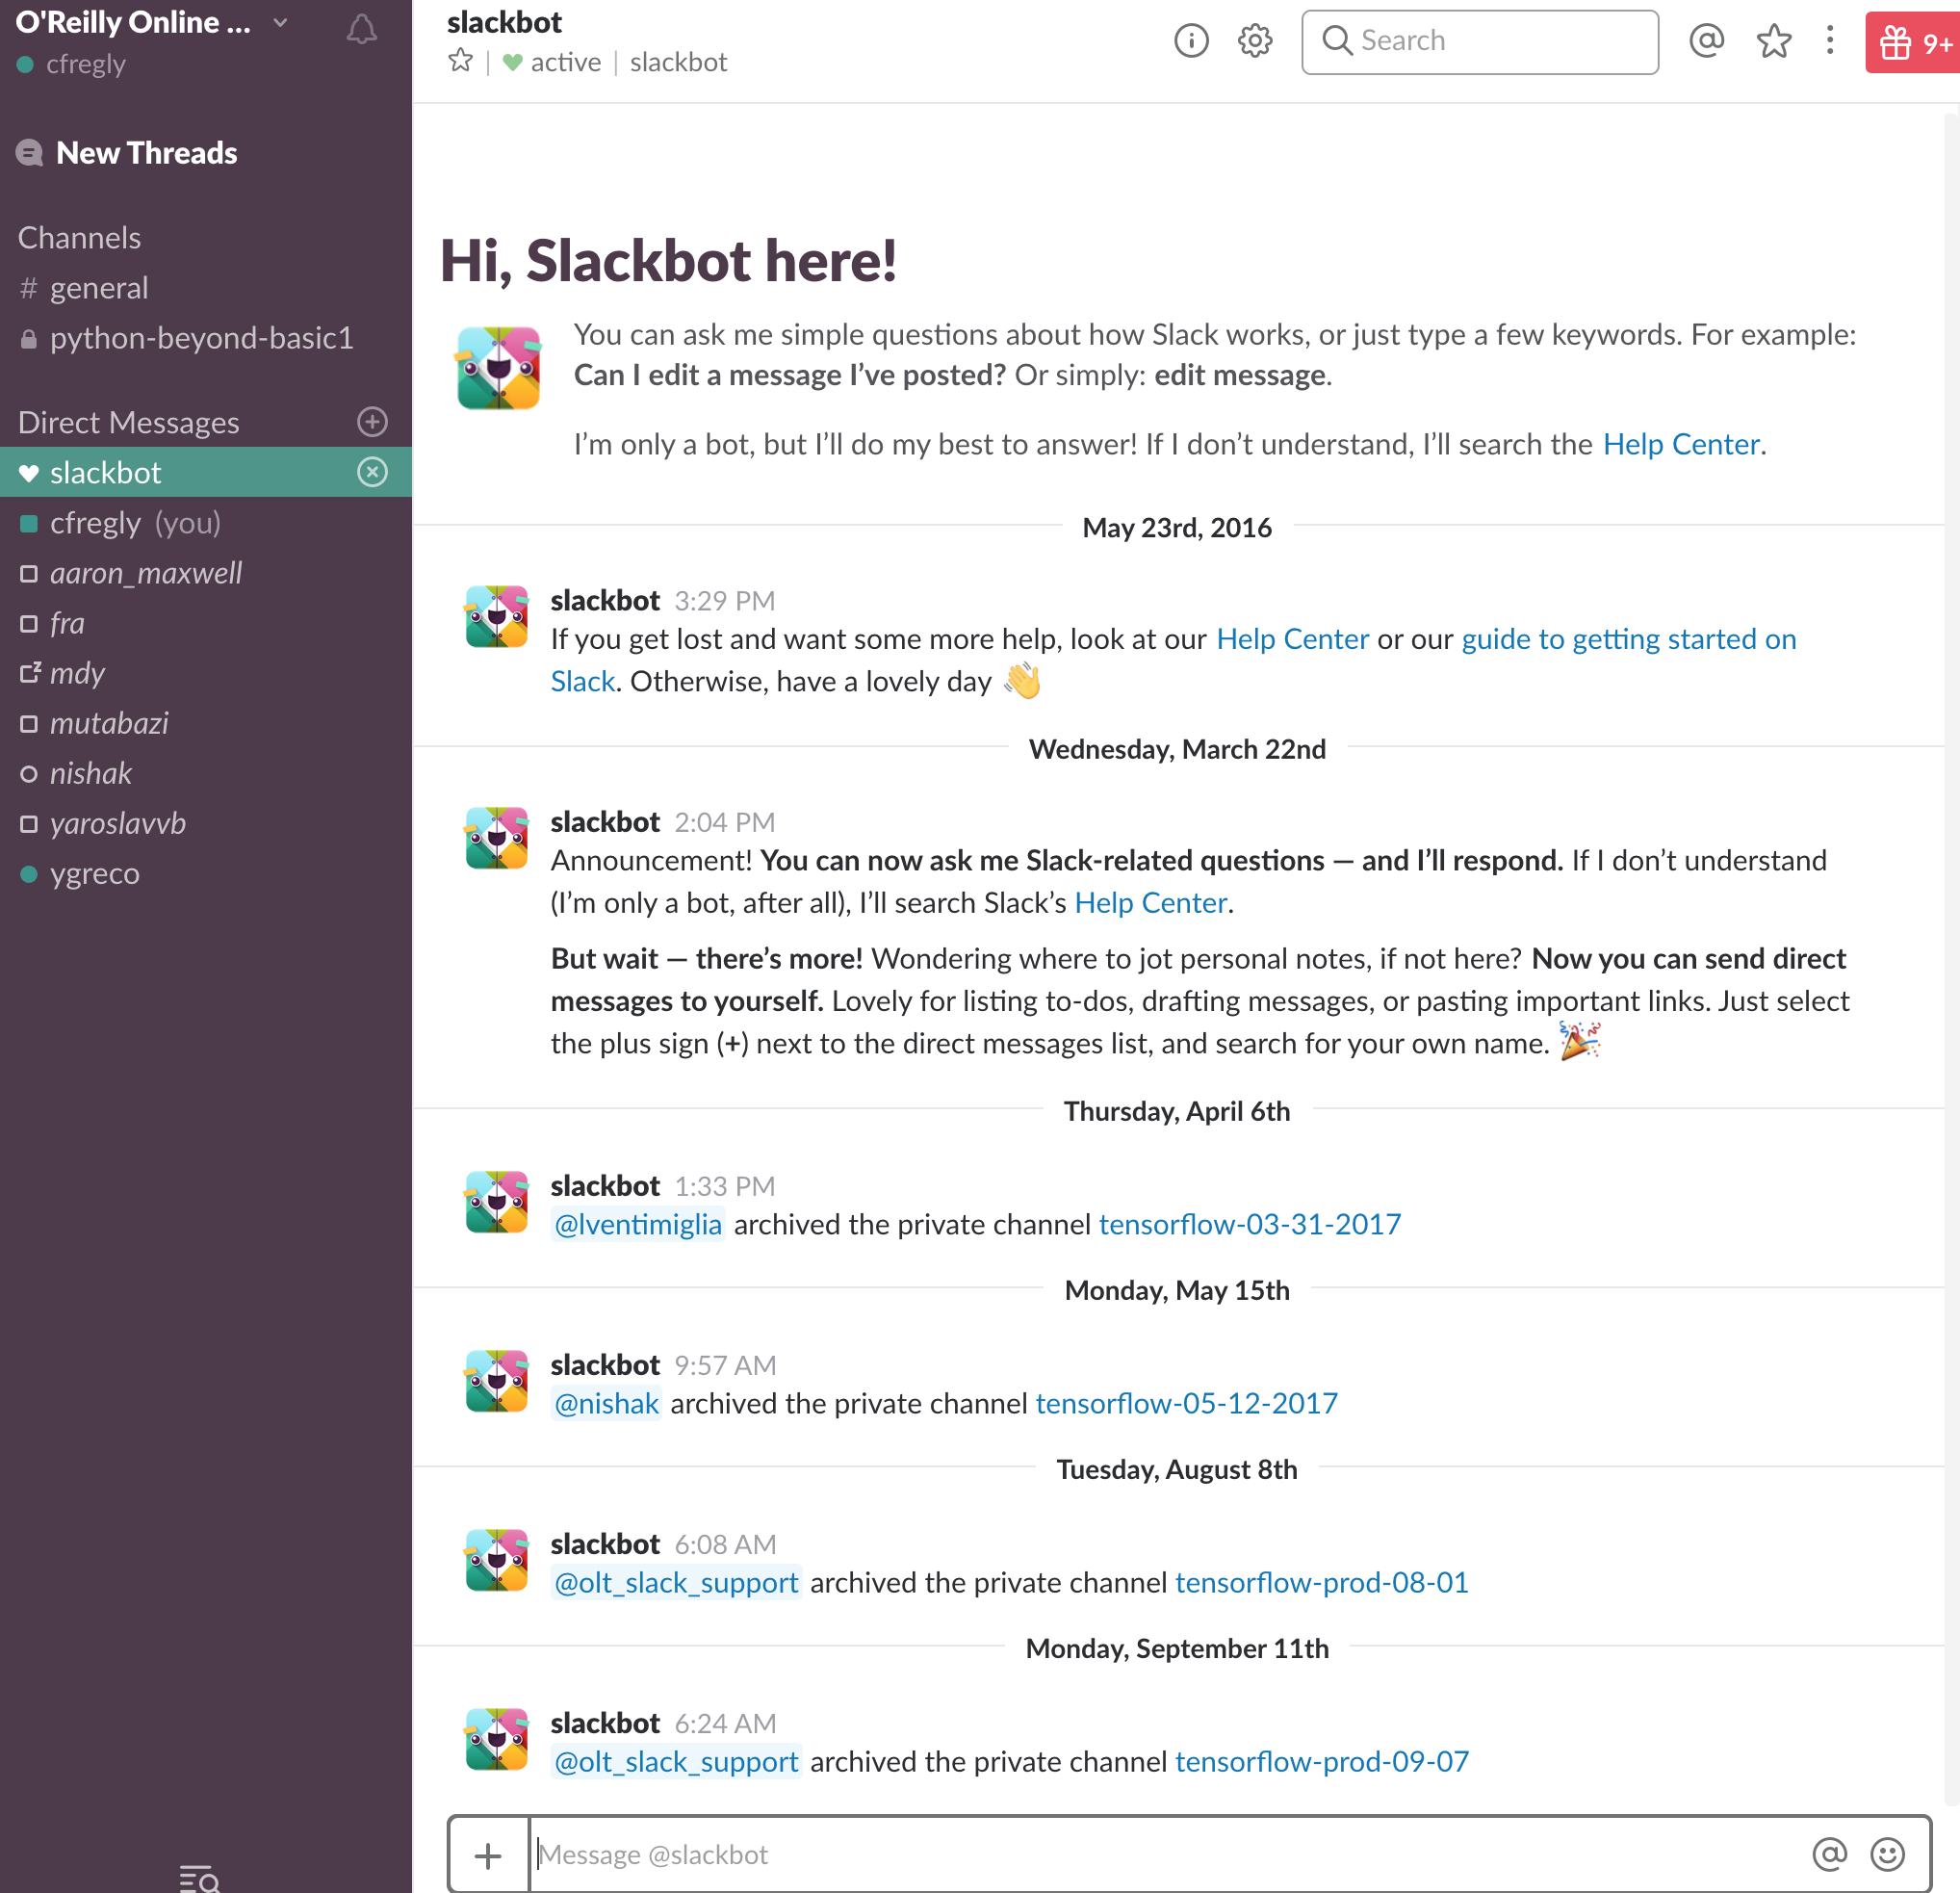 O'Reilly Online ...
cfregly
New Threads
Channels
# general
python-beyond-basic1
Direct Messages
slackbot
cfregly (you)
aaron_maxwell
fra
mdy
mutabazi
nishak
yaroslavvb
ygreco
slackbot
active | slackbot
Search
9+
Hi, Slackbot here!
You can ask me simple questions about how Slack works, or just type a few keywords. For example:
Can I edit a message I’ve posted? Or simply: edit message.
I’m only a bot, but I’ll do my best to answer! If I don’t understand, I’ll search the Help Center.
May 23rd, 2016
slackbot 3:29 PM
If you get lost and want some more help, look at our Help Center or our guide to getting started on
Slack. Otherwise, have a lovely day 👋
Wednesday, March 22nd
slackbot 2:04 PM
Announcement! You can now ask me Slack-related questions — and I’ll respond. If I don’t understand
(I’m only a bot, after all), I’ll search Slack’s Help Center.
But wait — there’s more! Wondering where to jot personal notes, if not here? Now you can send direct
messages to yourself. Lovely for listing to-dos, drafting messages, or pasting important links. Just select
the plus sign (+) next to the direct messages list, and search for your own name. 🎉
Thursday, April 6th
slackbot 1:33 PM
@lventimiglia archived the private channel tensorflow-03-31-2017
Monday, May 15th
slackbot 9:57 AM
@nishak archived the private channel tensorflow-05-12-2017
Tuesday, August 8th
slackbot 6:08 AM
@olt_slack_support archived the private channel tensorflow-prod-08-01
Monday, September 11th
slackbot 6:24 AM
@olt_slack_support archived the private channel tensorflow-prod-09-07
Message @slackbot